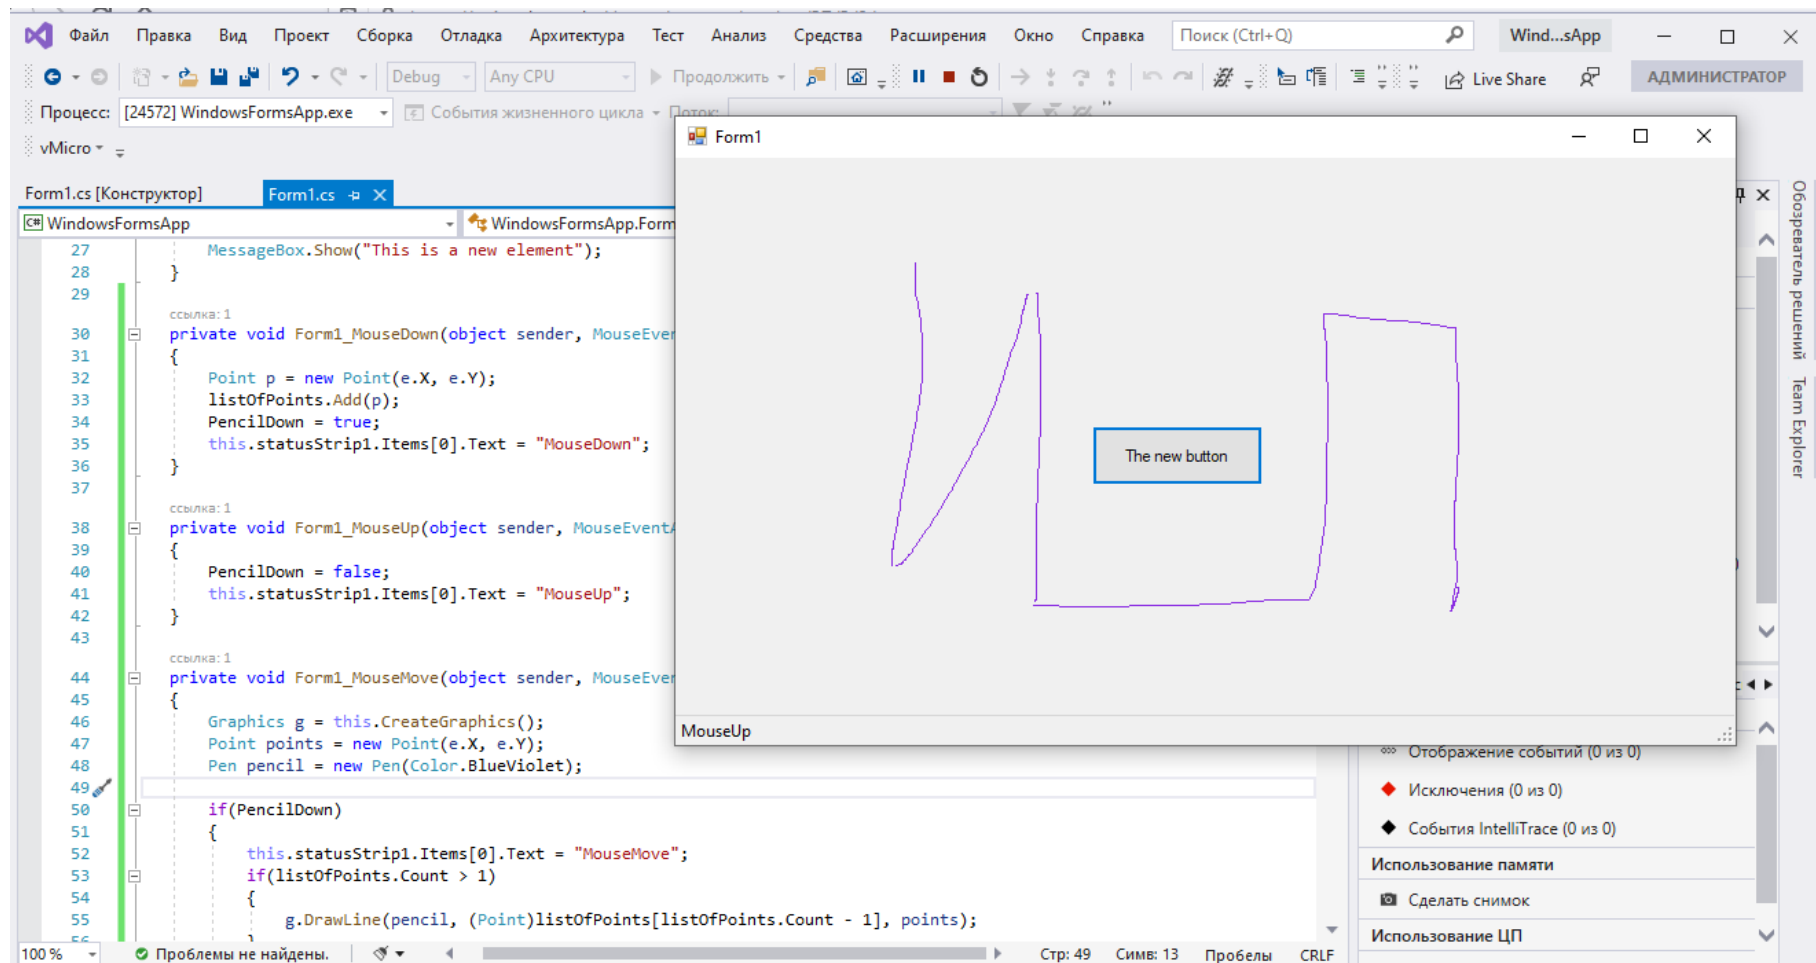 Файл Правка Вид Проект Сборка Отладка Архитектура Тест Анализ Средства Расширения Окно Справка Поиск (Ctrl+Q) Wind...sApp
Debug Any CPU Продолжить Live Share АДМИНИСТРАТОР
Процесс: [24572] WindowsFormsApp.exe События жизненного цикла Поток:
vMicro
Form1.cs [Конструктор] Form1.cs
C# WindowsFormsApp WindowsFormsApp.Form
27 MessageBox.Show("This is a new element");
28 }
29
ссылка: 1
30 private void Form1_MouseDown(object sender, MouseEver
31 {
32 Point p = new Point(e.X, e.Y);
33 listOfPoints.Add(p);
34 PencilDown = true;
35 this.statusStrip1.Items[0].Text = "MouseDown";
36 }
37
ссылка: 1
38 private void Form1_MouseUp(object sender, MouseEventA
39 {
40 PencilDown = false;
41 this.statusStrip1.Items[0].Text = "MouseUp";
42 }
43
ссылка: 1
44 private void Form1_MouseMove(object sender, MouseEver
45 {
46 Graphics g = this.CreateGraphics();
47 Point points = new Point(e.X, e.Y);
48 Pen pencil = new Pen(Color.BlueViolet);
49
50 if(PencilDown)
51 {
52 this.statusStrip1.Items[0].Text = "MouseMove";
53 if(listOfPoints.Count > 1)
54 {
55 g.DrawLine(pencil, (Point)listOfPoints[listOfPoints.Count - 1], points);
100 % Проблемы не найдены. Стр: 49 Симв: 13 Пробелы CRLF
Form1
The new button
MouseUp
Отображение событий (0 из 0)
Исключения (0 из 0)
События IntelliTrace (0 из 0)
Использование памяти
Сделать снимок
Использование ЦП
Обозреватель решений
Team Explorer